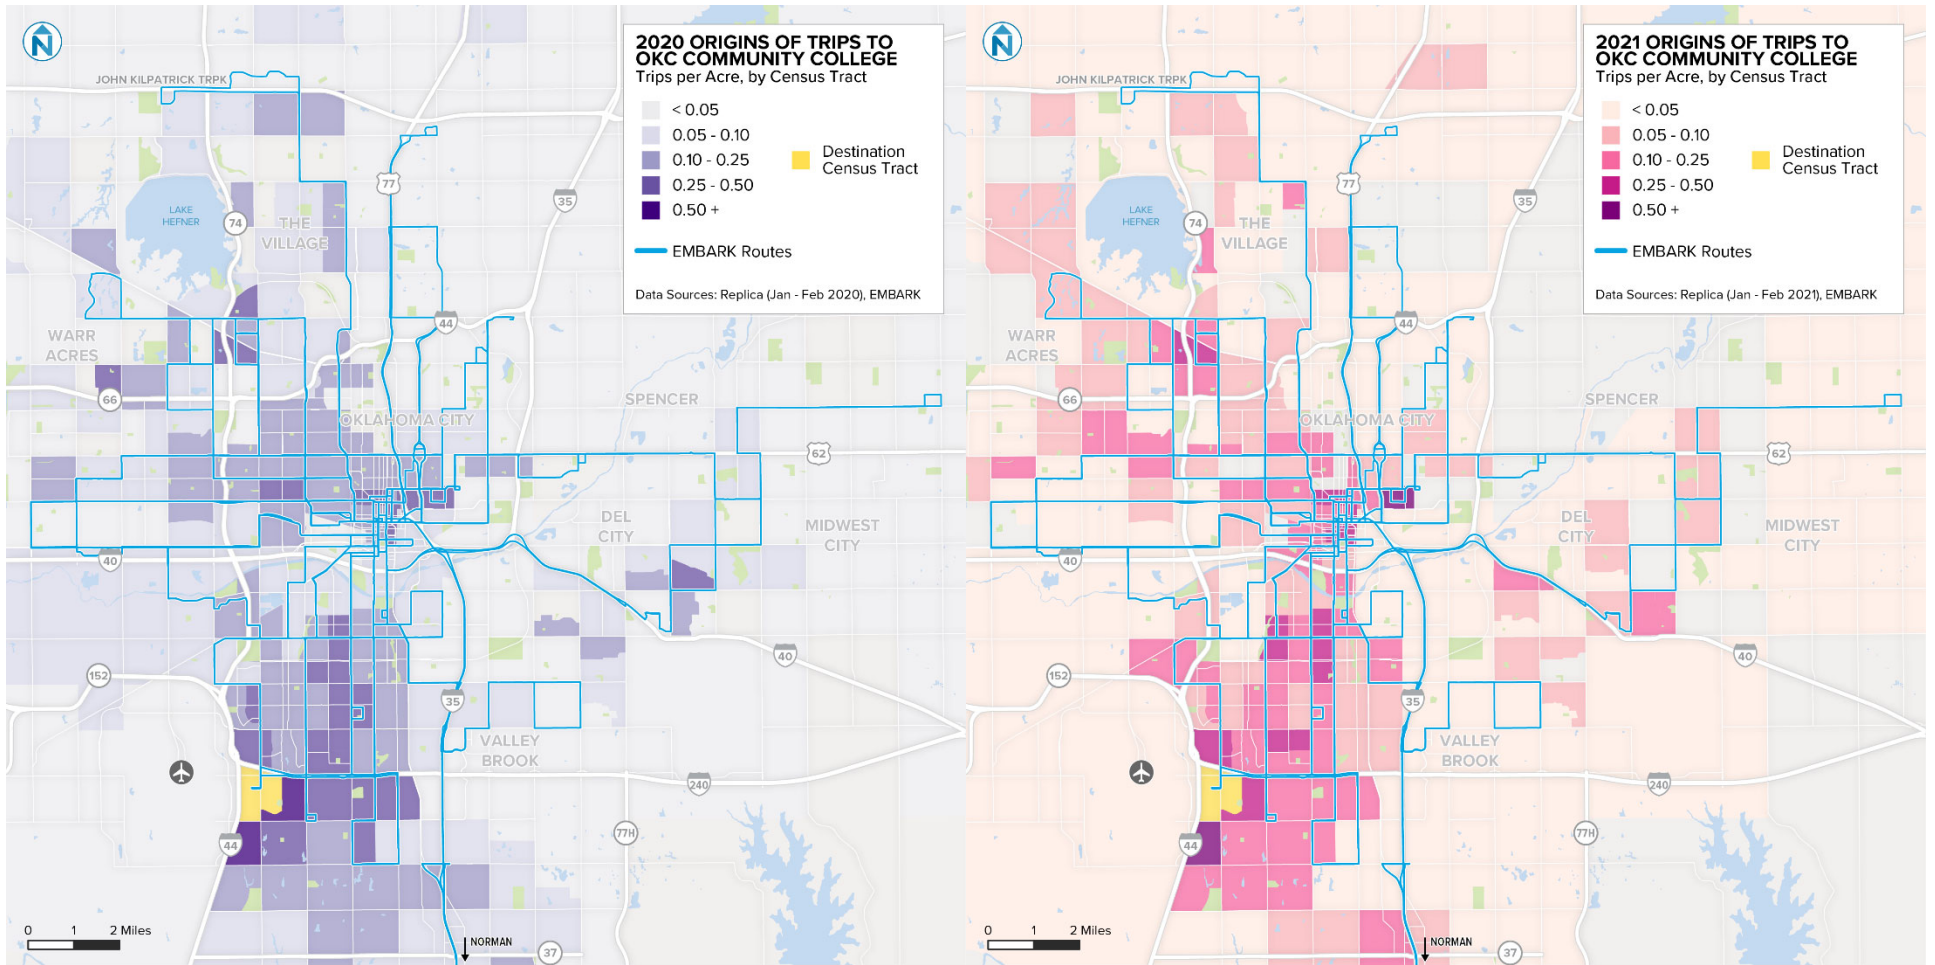 N
2020 ORIGINS OF TRIPS TO
OKC COMMUNITY COLLEGE
Trips per Acre, by Census Tract
< 0.05
0.05 - 0.10
0.10 - 0.25
0.25 - 0.50
0.50 +
Destination
Census Tract
EMBARK Routes
Data Sources: Replica (Jan - Feb 2020), EMBARK
JOHN KILPATRICK TRPK
77
35
LAKE
HEFNER
74
THE
VILLAGE
44
WARR
ACRES
66
OKLAHOMA CITY
SPENCER
62
DEL
CITY
MIDWEST
CITY
40
40
152
35
VALLEY
BROOK
240
77H
44
0 1 2 Miles
NORMAN
37
N
2021 ORIGINS OF TRIPS TO
OKC COMMUNITY COLLEGE
Trips per Acre, by Census Tract
< 0.05
0.05 - 0.10
0.10 - 0.25
0.25 - 0.50
0.50 +
Destination
Census Tract
EMBARK Routes
Data Sources: Replica (Jan - Feb 2021), EMBARK
JOHN KILPATRICK TRPK
77
35
LAKE
HEFNER
74
THE
VILLAGE
44
WARR
ACRES
66
OKLAHOMA CITY
SPENCER
62
DEL
CITY
MIDWEST
CITY
40
40
152
35
VALLEY
BROOK
240
77H
44
0 1 2 Miles
NORMAN
37